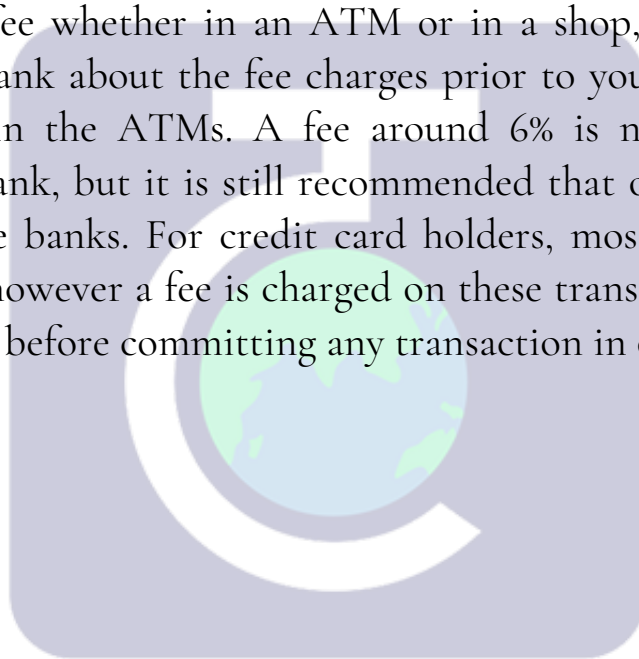 fee whether in an ATM or in a shop,
ank about the fee charges prior to you
in the ATMs. A fee around 6% is n
ank, but it is still recommended that o
e banks. For credit card holders, mos
however a fee is charged on these trans
before committing any transaction in